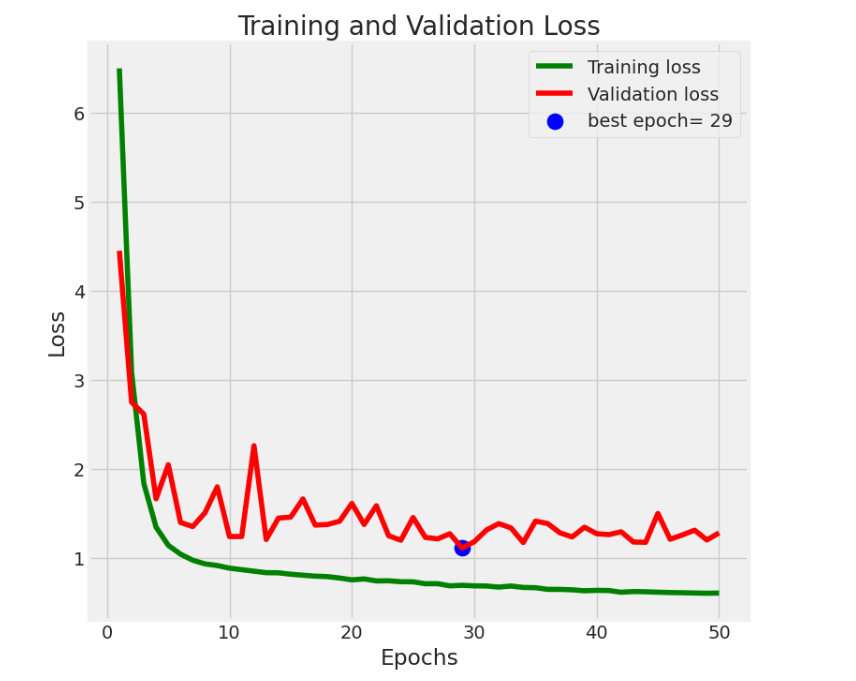 Training and Validation Loss
Training loss
Validation loss
best epoch= 29
6
5
4
3
2
1
Loss
0 10 20 30 40 50
Epochs